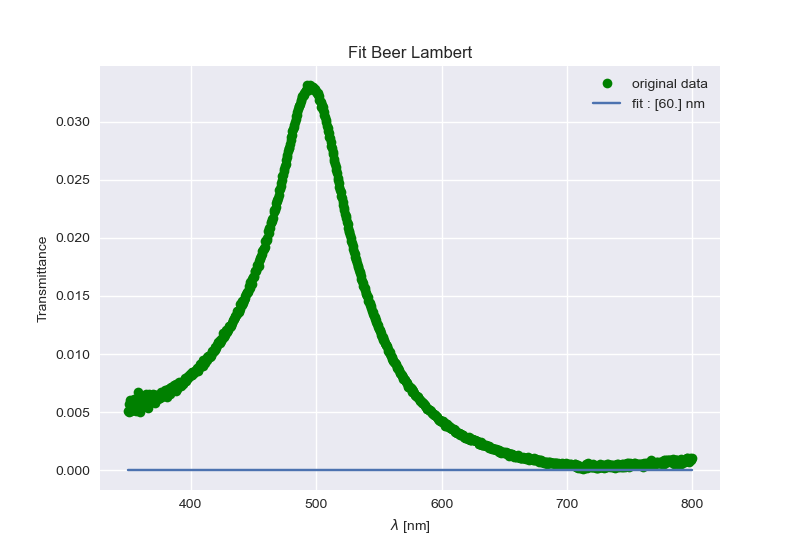 Fit Beer Lambert
original data
fit : [60.] nm
Transmittance
0.030
0.025
0.020
0.015
0.010
0.005
0.000
400 500 600 700 800
λ [nm]